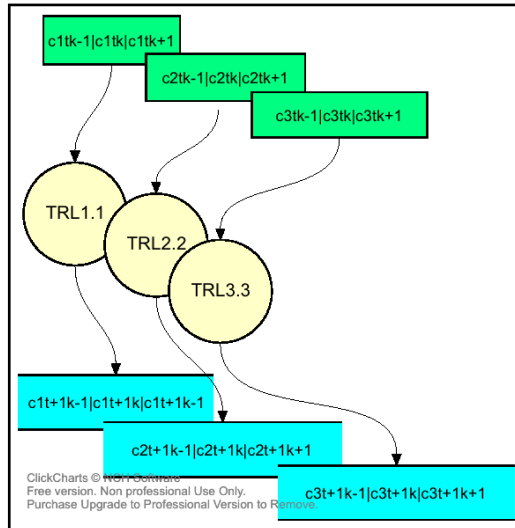 c1tk-1|c1tk|c1tk+1
c2tk-1|c2tk|c2tk+1
c3tk-1|c3tk|c3tk+1
TRL1.1
TRL2.2
TRL3.3
c1t+1k-1|c1t+1k|c1t+1k-1
c2t+1k-1|c2t+1k|c2t+1k+1
c3t+1k-1|c3t+1k|c3t+1k+1
ClickCharts © NCH Software
Free version. Non professional Use Only.
Purchase Upgrade to Professional Version to Remove.